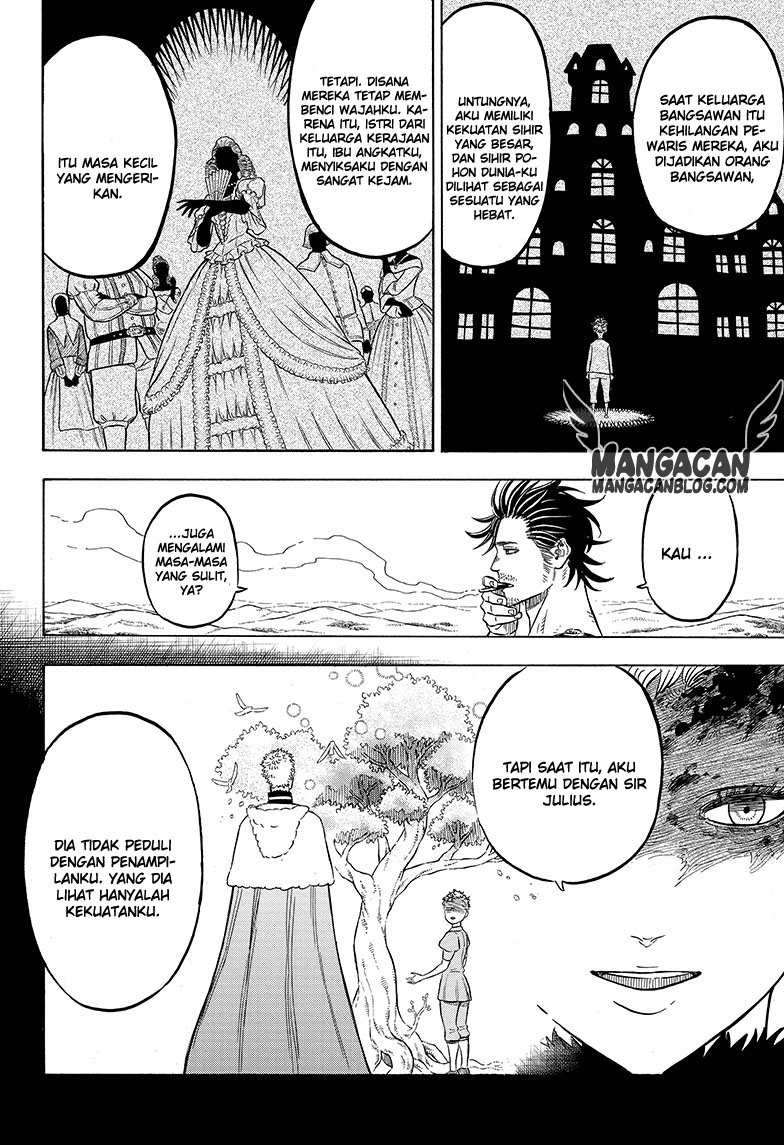 SAAT KELUARGA
BANGSAWAN ITU
KEHILANGAN PE-
WARIS MEREKA, AKU
DIJADIKAN ORANG
BANGSAWAN,
UNTUNGNYA,
AKU MEMILIKI
KEKUATAN SIHIR
YANG BESAR,
DAN SIHIR PO-
HON DUNIA-KU
DILIHAT SEBAGAI
SESUATU YANG
HEBAT.
TETAPI. DISANA
MEREKA TETAP MEM-
BENCI WAJAHKU. KA-
RENA ITU, ISTRI DARI
KELUARGA KERAJAAN
ITU, IBU ANGKATKU,
MENYIKSAKU DENGAN
SANGAT KEJAM.
ITU MASA KECIL
YANG MENGERI-
KAN.
MANGACAN
MANGACANBLOG.COM
KAU ...
...JUGA
MENGALAMI
MASA-MASA
YANG SULIT,
YA?
TAPI SAAT ITU, AKU
BERTEMU DENGAN SIR
JULIUS.
DIA TIDAK PEDULI
DENGAN PENAMPI-
LANKU. YANG DIA
LIHAT HANYALAH
KEKUATANKU.